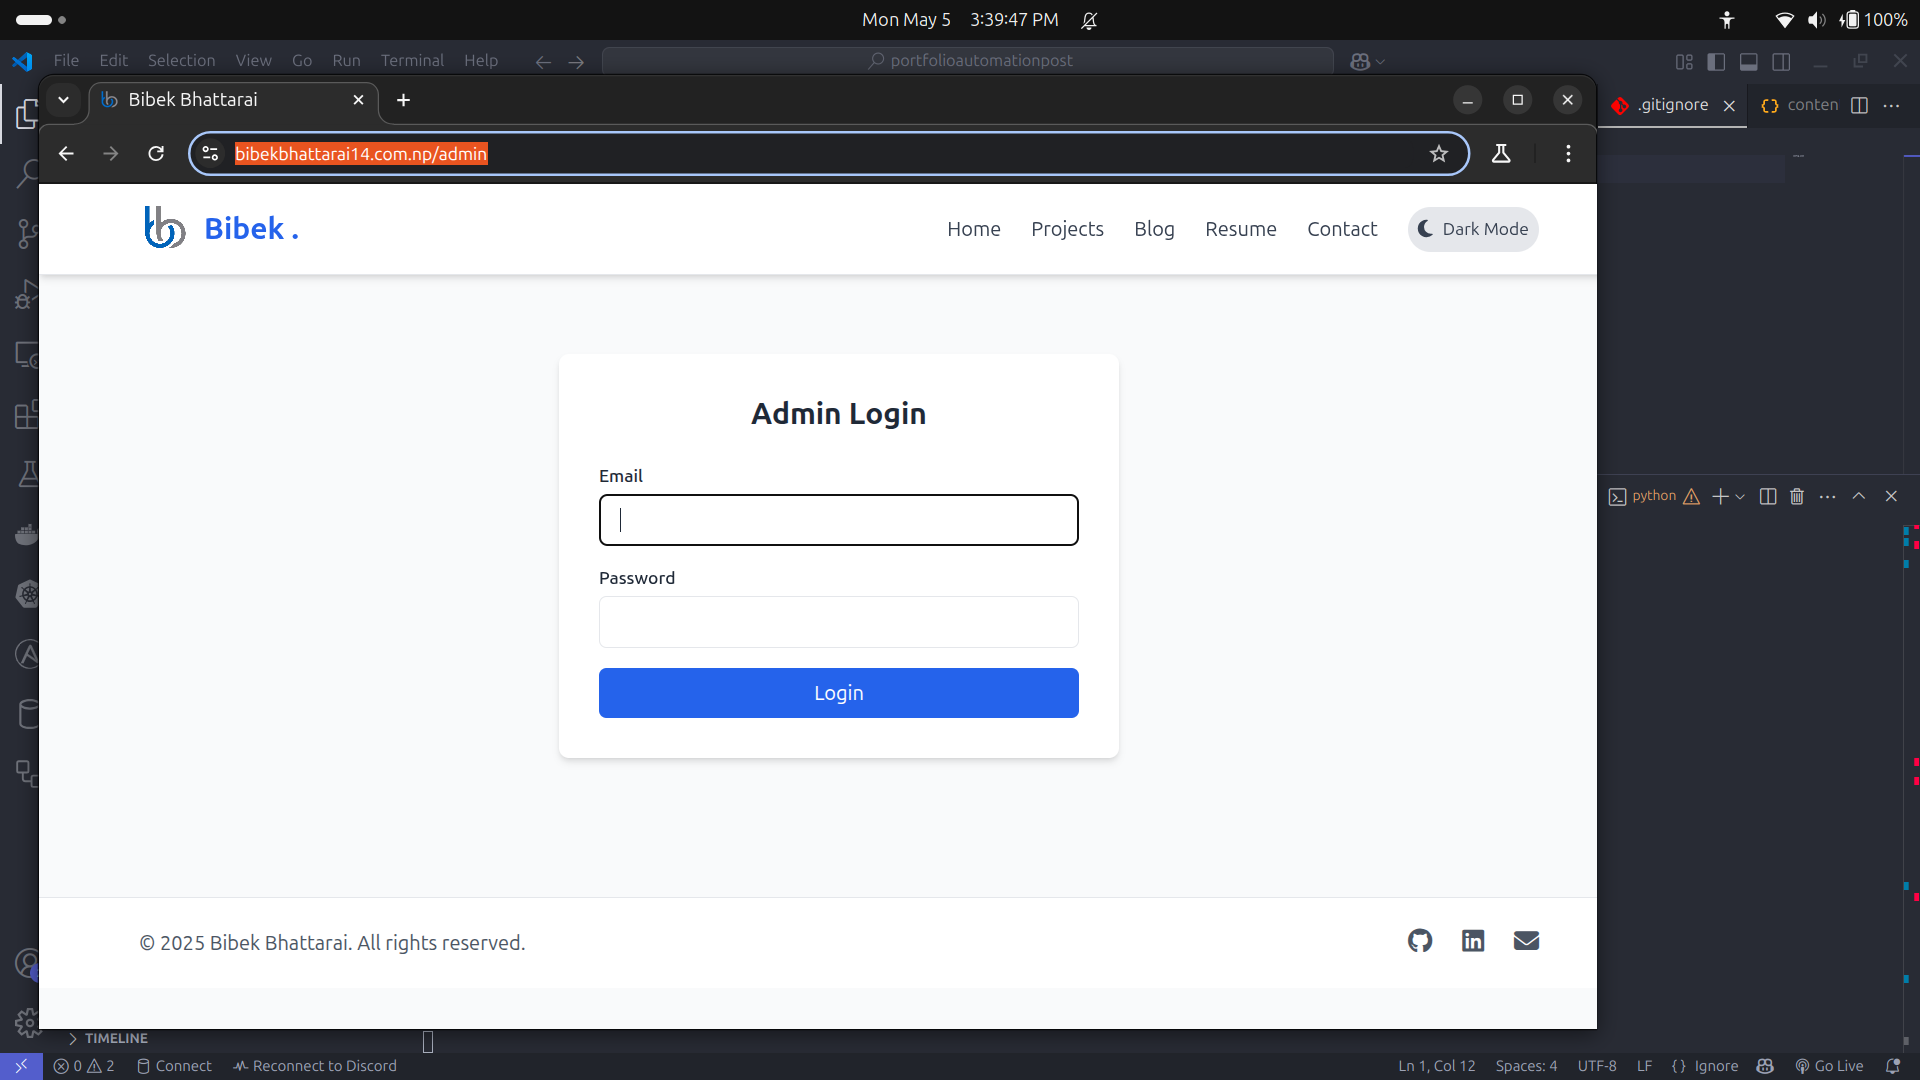 Mon May 5 3:39:47 PM
100%
File Edit Selection View Go Run Terminal Help
portfolioautomationpost
Bibek Bhattarai
.gitignore
conten
bibekbhattarai14.com.np/admin
Bibek .
Home Projects Blog Resume Contact Dark Mode
Admin Login
Email
Password
Login
python
© 2025 Bibek Bhattarai. All rights reserved.
TIMELINE
0 2 Connect Reconnect to Discord
Ln 1, Col 12 Spaces: 4 UTF-8 LF {} Ignore Go Live